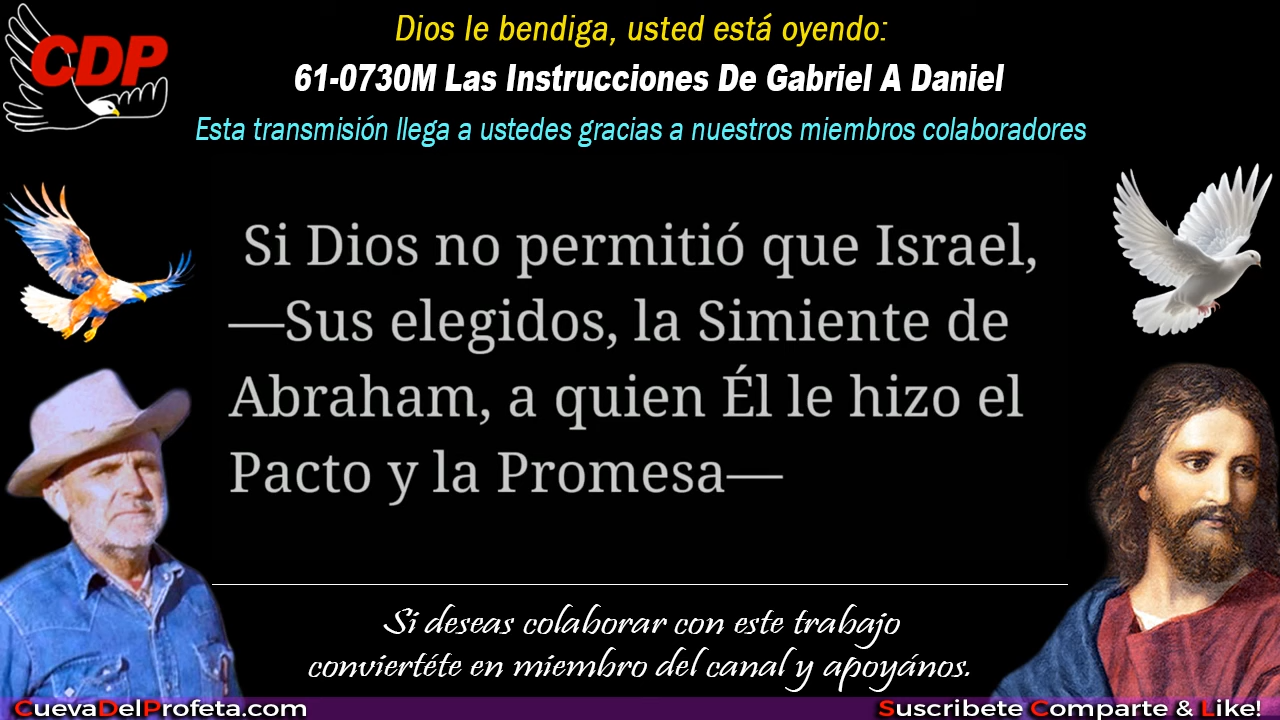 CDP
Dios le bendiga, usted está oyendo:
61-0730M Las Instrucciones De Gabriel A Daniel
Esta transmisión llega a ustedes gracias a nuestros miembros colaboradores
Si Dios no permitió que Israel,
—Sus elegidos, la Simiente de
Abraham, a quien Él le hizo el
Pacto y la Promesa—
Si deseas colaborar con este trabajo
conviertéte en miembro del canal y apoyános.
CuevaDelProfeta.com
Suscribete Comparte & Like!